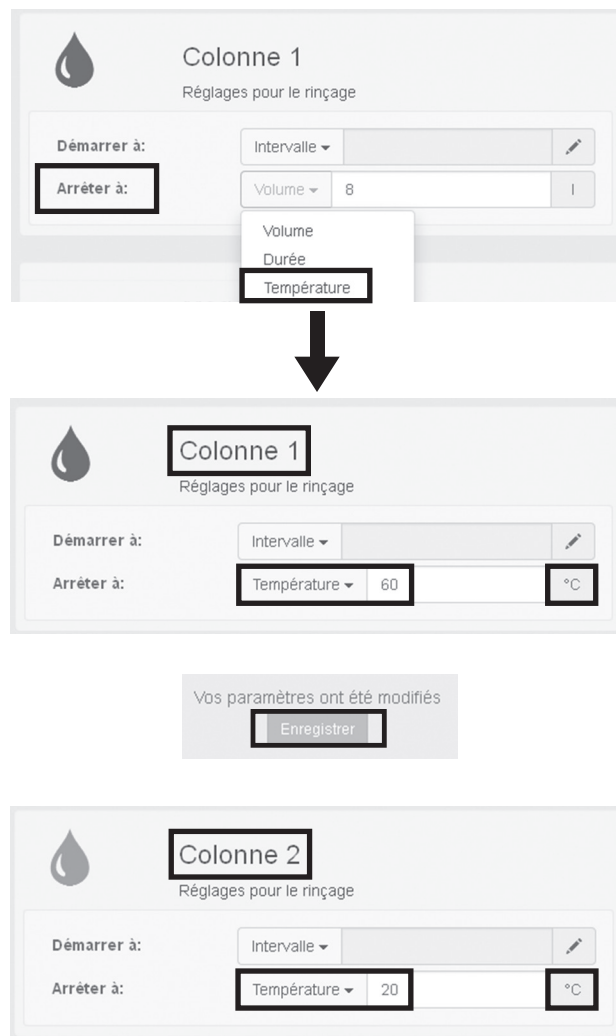 Colonne 1
Réglages pour le rinçage
Démarrer à: Intervalle
Arrêter à: Volume 8 l
Volume
Durée
Température
Colonne 1
Réglages pour le rinçage
Démarrer à: Intervalle
Arrêter à: Température 60 °C
Vos paramètres ont été modifiés
Enregistrer
Colonne 2
Réglages pour le rinçage
Démarrer à: Intervalle
Arrêter à: Température 20 °C